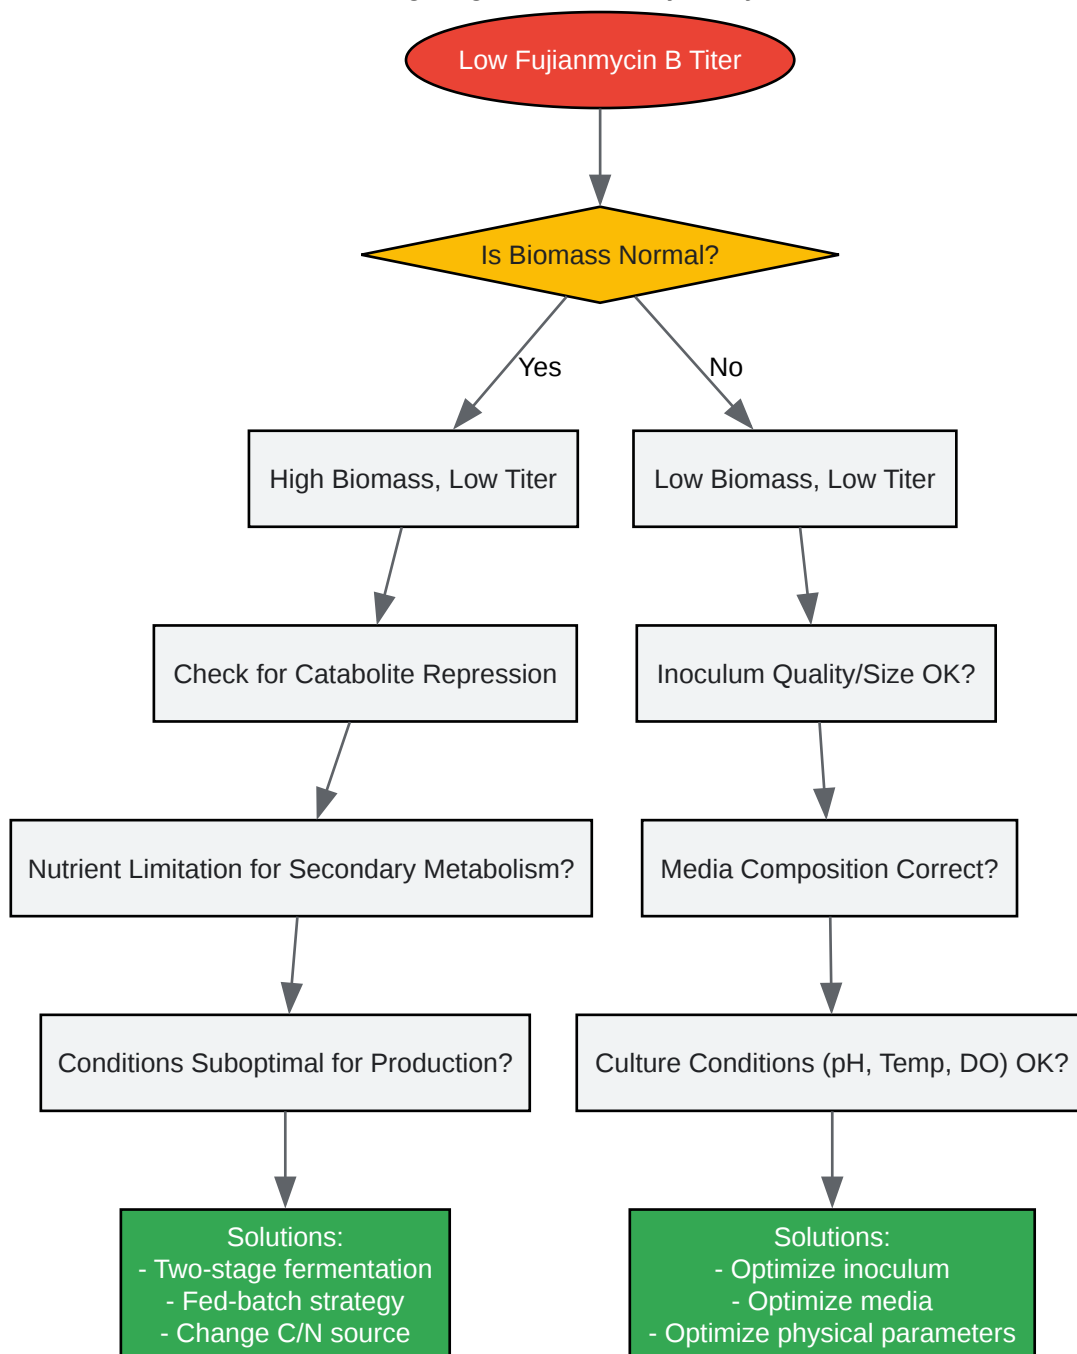 Low Fujianmycin B Titer
Is Biomass Normal?
Yes
No
High Biomass, Low Titer
Low Biomass, Low Titer
Check for Catabolite Repression
Inoculum Quality/Size OK?
Nutrient Limitation for Secondary Metabolism?
Media Composition Correct?
Conditions Suboptimal for Production?
Culture Conditions (pH, Temp, DO) OK?
Solutions:
- Two-stage fermentation
- Fed-batch strategy
- Change C/N source
Solutions:
- Optimize inoculum
- Optimize media
- Optimize physical parameters